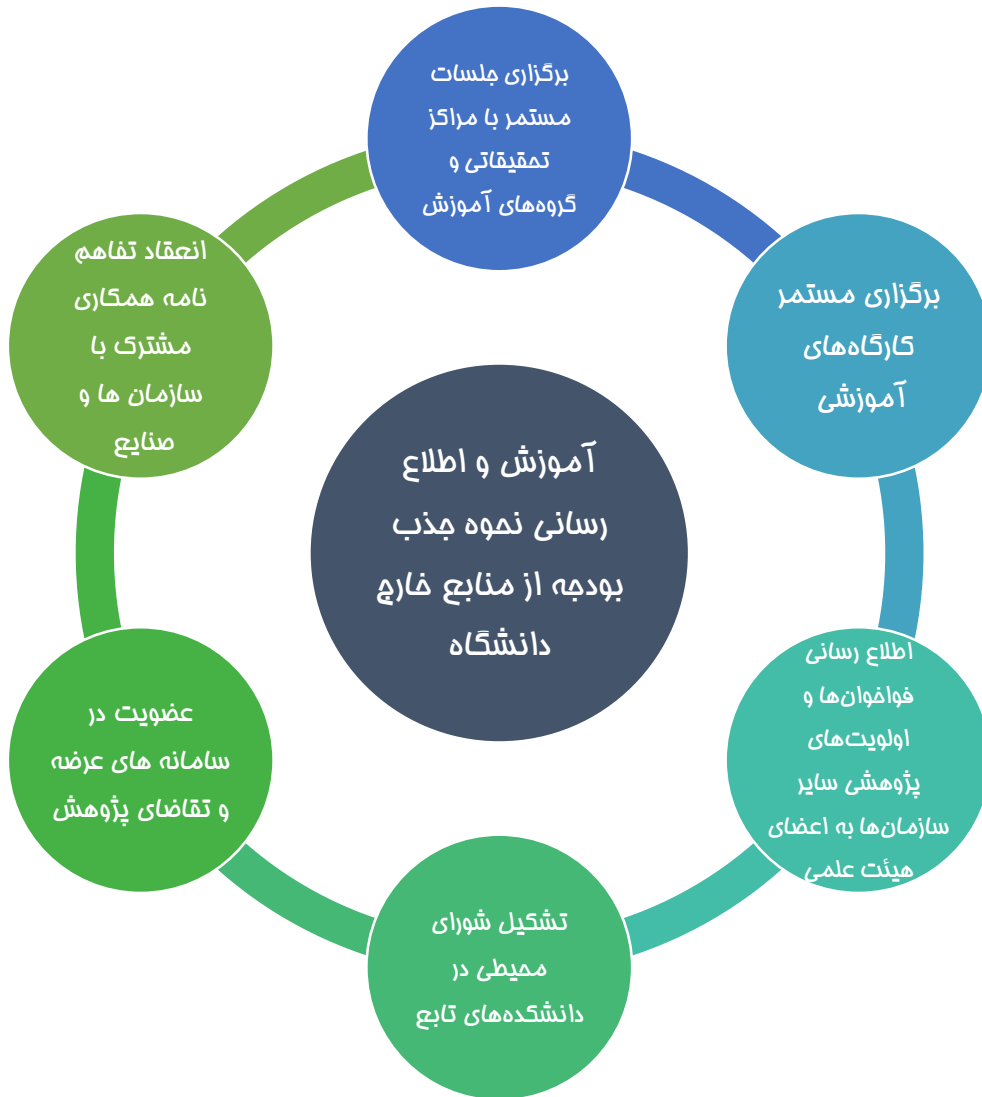 برگزاری جلسات
مستمر با مراکز
تحقیقاتی و
گروه‌های آموزش
برگزاری مستمر
کارگاه‌های
آموزشی
اطلاع رسانی
فواخوان‌ها و
اولویت‌های
پژوهشی سایر
سازمان‌ها به اعضای
هیئت علمی
تشکیل شورای
محیطی در
دانشکده‌های تابع
عضویت در
سامانه های عرضه
و تقاضای پژوهش
انعقاد تفاهم
نامه همکاری
مشترک با
سازمان ها و
صنایع
آموزش و اطلاع
رسانی نحوه جذب
بودجه از منابع خارج
دانشگاه